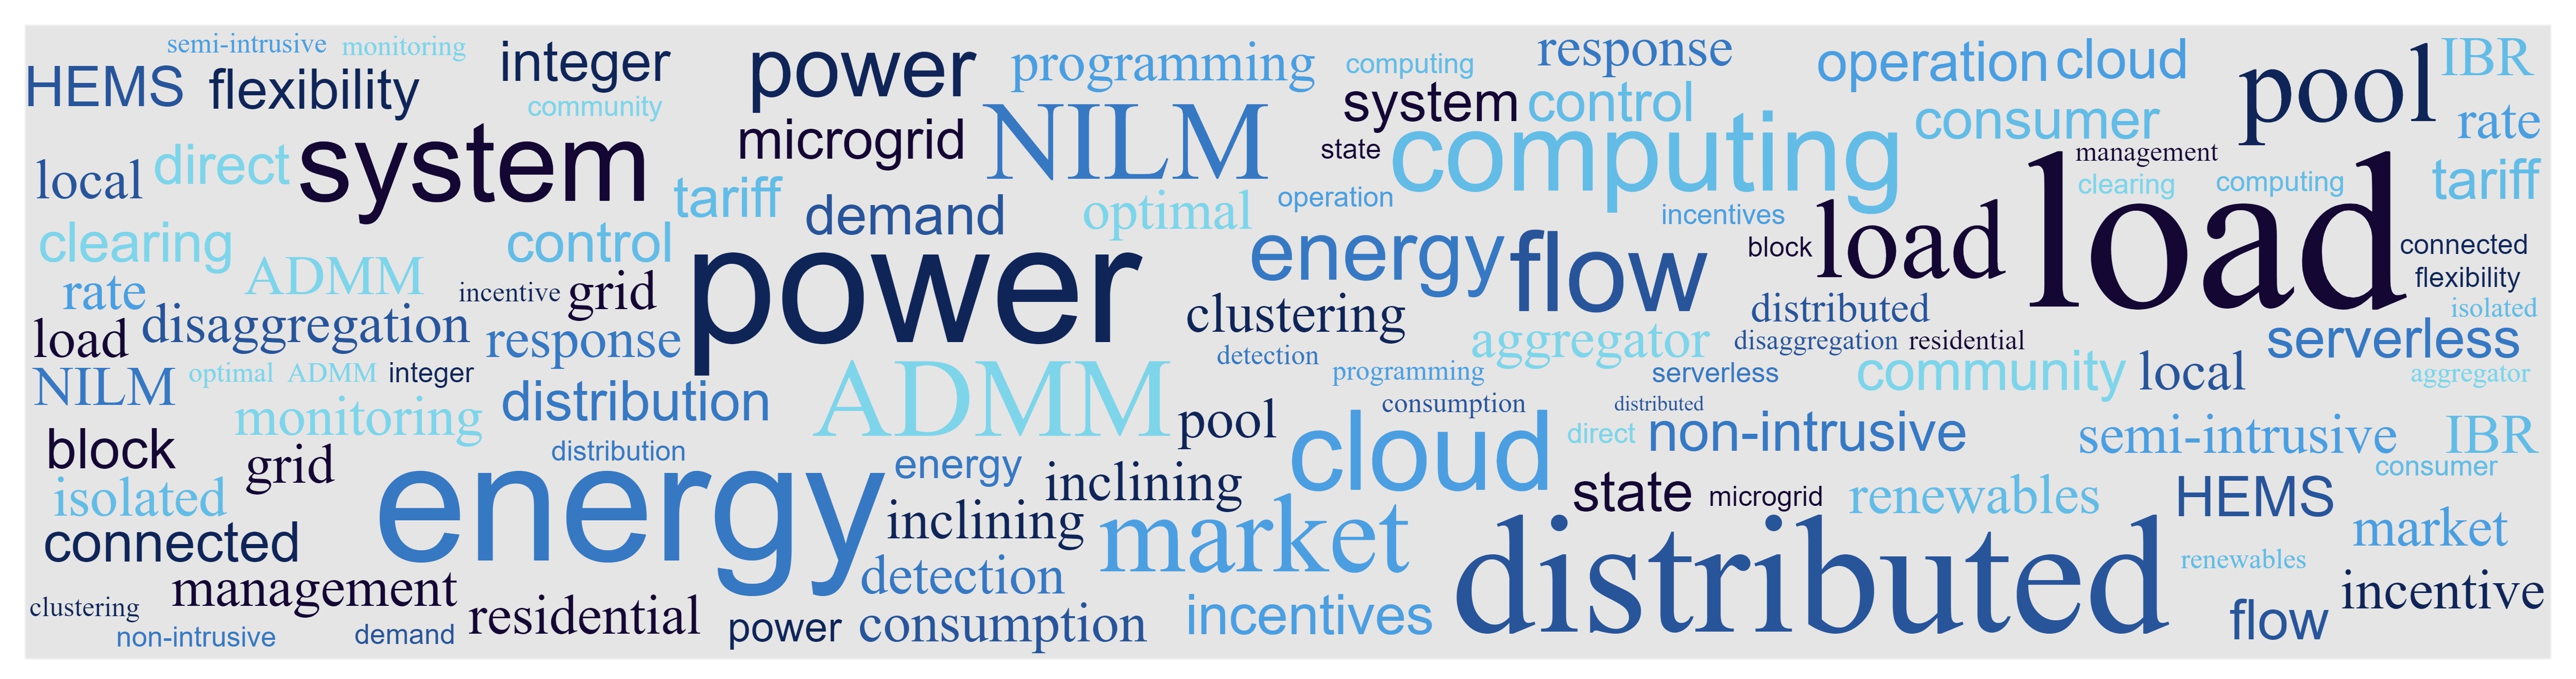 semi-intrusive monitoring
HEMS flexibility integer power programming computing response operation cloud pool IBR
community microgrid NILM system control consumer rate
local direct system tariff demand optimal state computing management
operation incentives clearing computing tariff
clearing control power energy flow block load load connected
ADMM flexibility
rate incentive grid clustering distributed isolated
load disaggregation response aggregator disaggregation residential serverless
detection
NILM optimal ADMM integer distribution ADMM programming serverless community local aggregator
monitoring pool consumption distributed
block distribution cloud direct non-intrusive semi-intrusive IBR
grid energy energy inclining consumer
isolated inclining market state microgrid renewables HEMS market
connected distributed
management detection renewables
clustering residential incentives incentive
non-intrusive demand power consumption flow